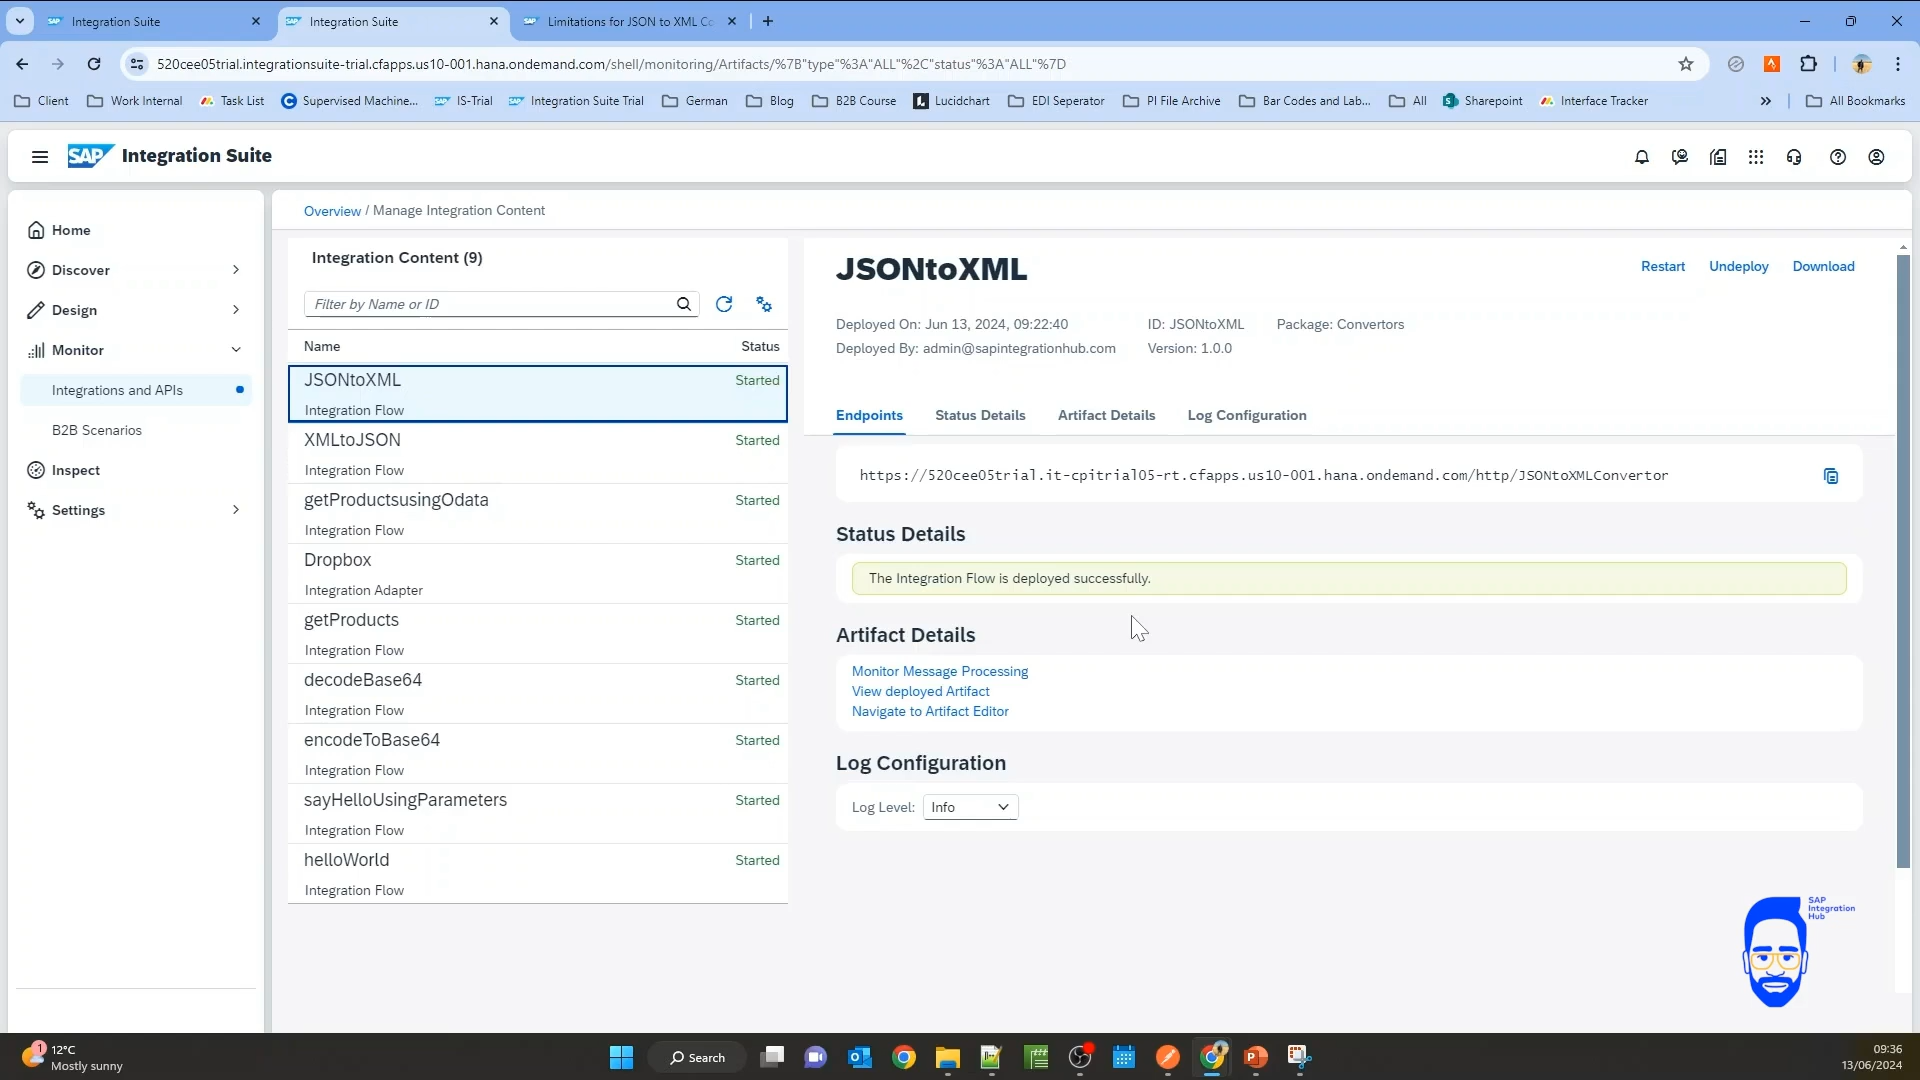 Integration Suite
Integration Suite
Limitations for JSON to XML Co
520cee05trial.integrationsuite-trial.cfapps.us10-001.hana.ondemand.com/shell/monitoring/Artifacts/%7B"type"%3A"ALL"%2C"status"%3A"ALL"%7D
Client
Work Internal
Task List
Supervised Machine...
IS-Trial
Integration Suite Trial
German
Blog
B2B Course
Lucidchart
EDI Seperator
PI File Archive
Bar Codes and Lab...
All
Sharepoint
Interface Tracker
All Bookmarks
SAP Integration Suite
Home
Discover
Design
Monitor
Integrations and APIs
B2B Scenarios
Inspect
Settings
Overview / Manage Integration Content
Integration Content (9)
Filter by Name or ID
Name Status
JSONtoXML Started
Integration Flow
XMLtoJSON Started
Integration Flow
getProductsusingOdata Started
Integration Flow
Dropbox Started
Integration Adapter
getProducts Started
Integration Flow
decodeBase64 Started
Integration Flow
encodeToBase64 Started
Integration Flow
sayHelloUsingParameters Started
Integration Flow
helloWorld Started
Integration Flow
JSONtoXML
Restart Undeploy Download
Deployed On: Jun 13, 2024, 09:22:40 ID: JSONtoXML Package: Convertors
Deployed By: admin@sapintegrationhub.com Version: 1.0.0
Endpoints Status Details Artifact Details Log Configuration
https://520cee05trial.it-cpitrial05-rt.cfapps.us10-001.hana.ondemand.com/http/JSONtoXMLConvertor
Status Details
The Integration Flow is deployed successfully.
Artifact Details
Monitor Message Processing
View deployed Artifact
Navigate to Artifact Editor
Log Configuration
Log Level: Info
SAP
Integration
Hub
1
12°C
Mostly sunny
Search
09:36
13/06/2024